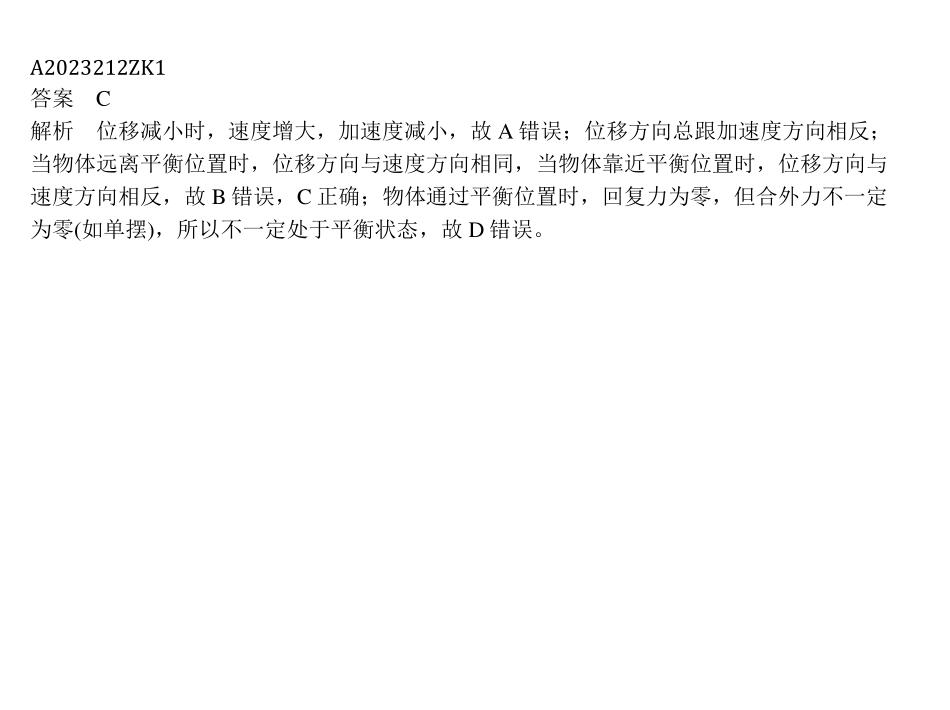 A2023212ZK1
答案　C
解析　位移减小时，速度增大，加速度减小，故 A 错误；位移方向总跟加速度方向相反；
当物体远离平衡位置时，位移方向与速度方向相同，当物体靠近平衡位置时，位移方向与
速度方向相反，故 B 错误，C 正确；物体通过平衡位置时，回复力为零，但合外力不一定
为零(如单摆)，所以不一定处于平衡状态，故 D 错误。